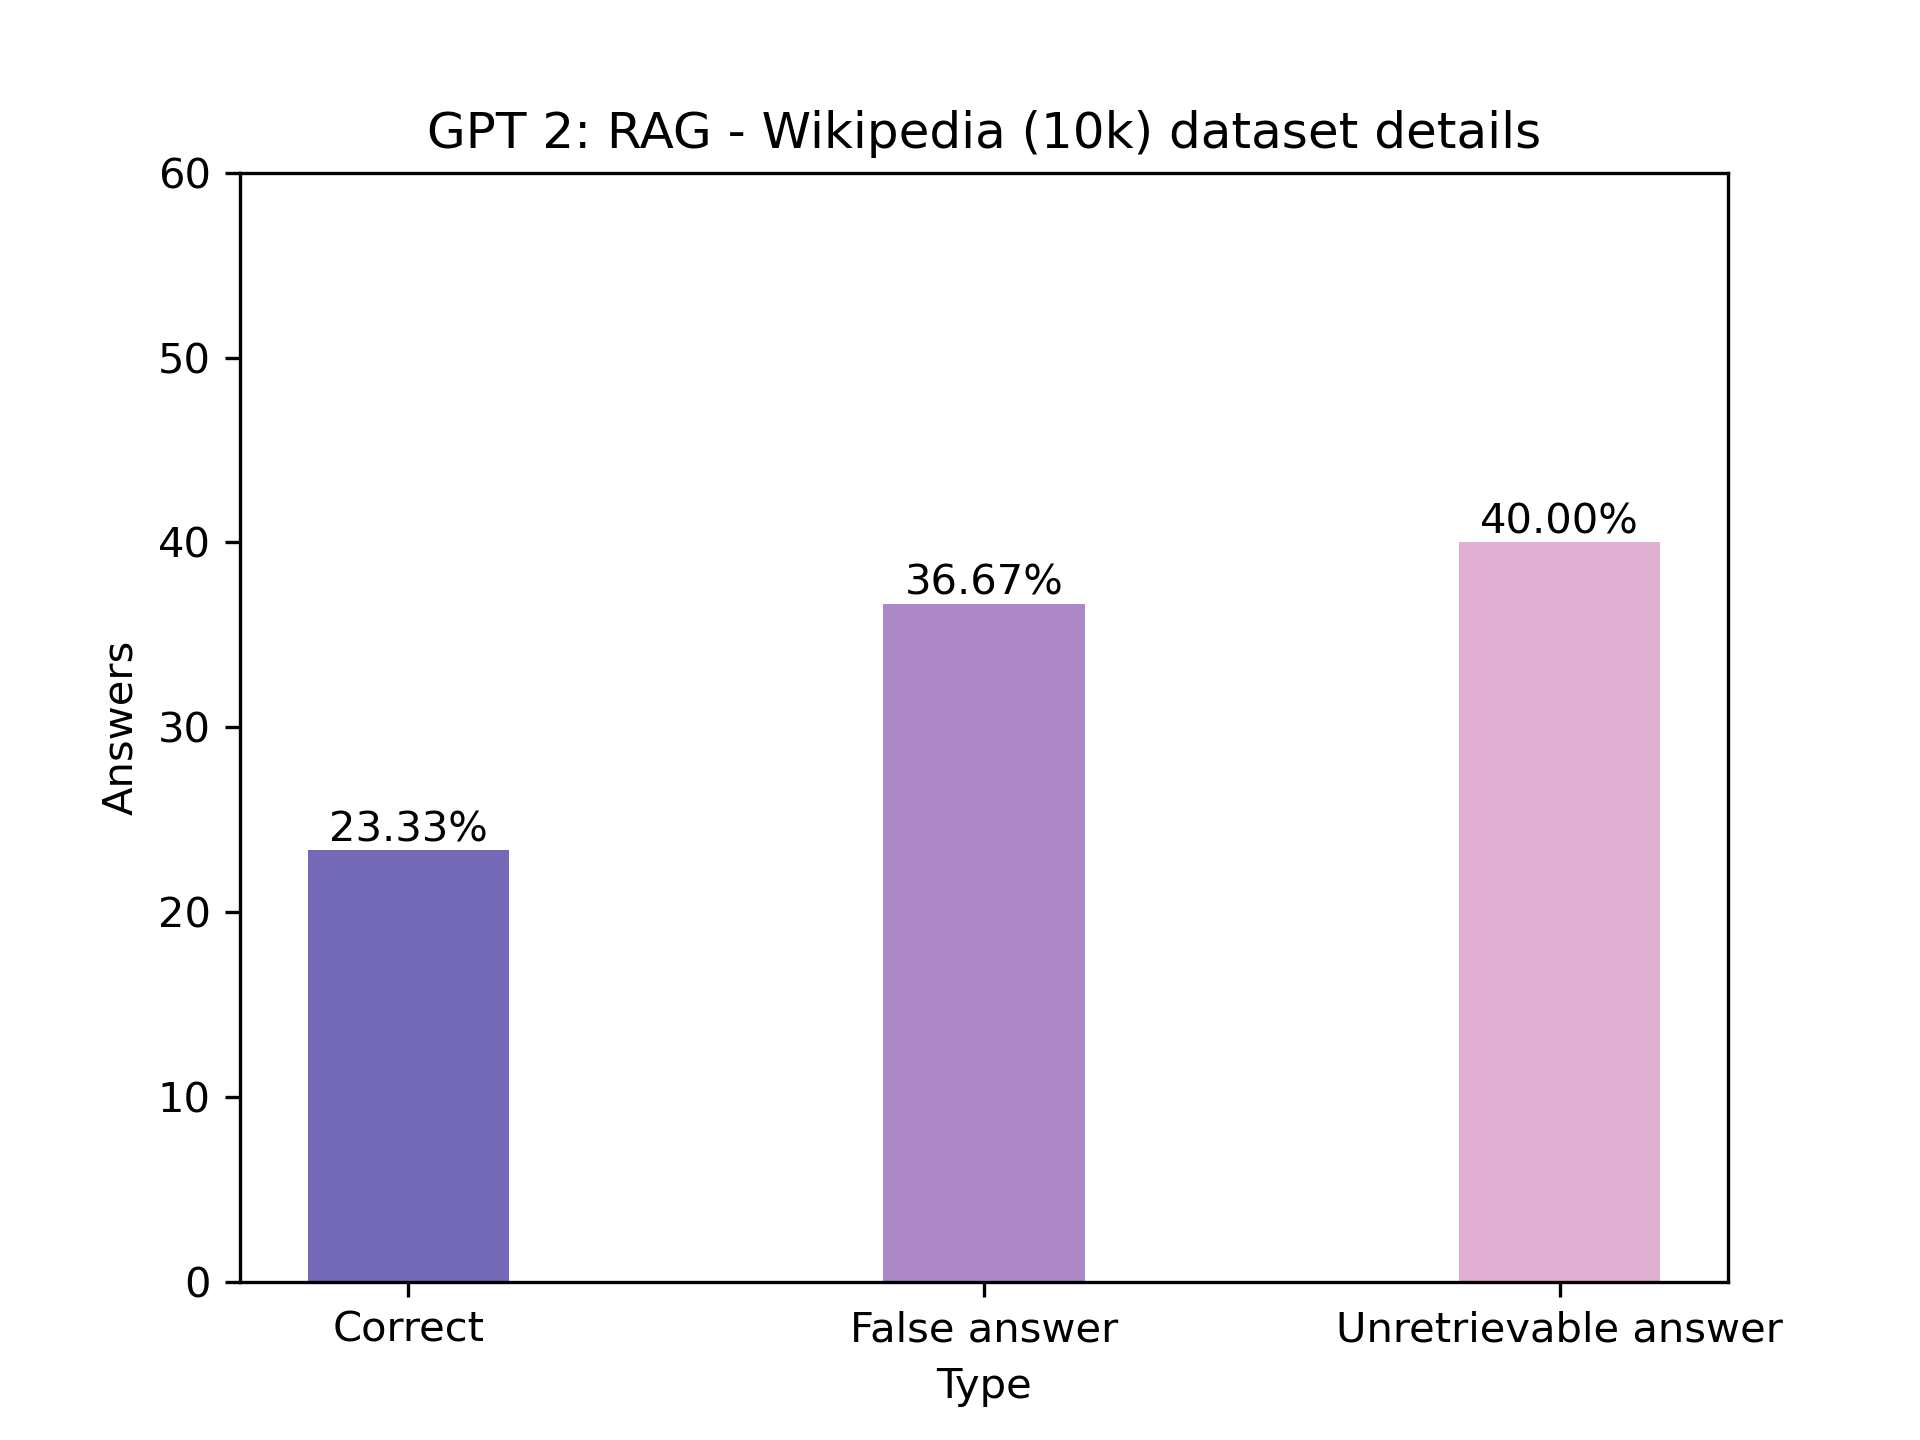 GPT 2: RAG - Wikipedia (10k) dataset details
60
50
40
30
20
10
0
Answers
23.33%
36.67%
40.00%
Correct
False answer
Unretrievable answer
Type